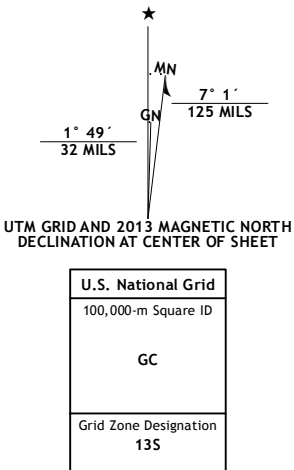 ★
MN
GN
7° 1´
125 MILS
1° 49´
32 MILS
UTM GRID AND 2013 MAGNETIC NORTH
DECLINATION AT CENTER OF SHEET
U.S. National Grid
100,000-m Square ID
GC
Grid Zone Designation
13S